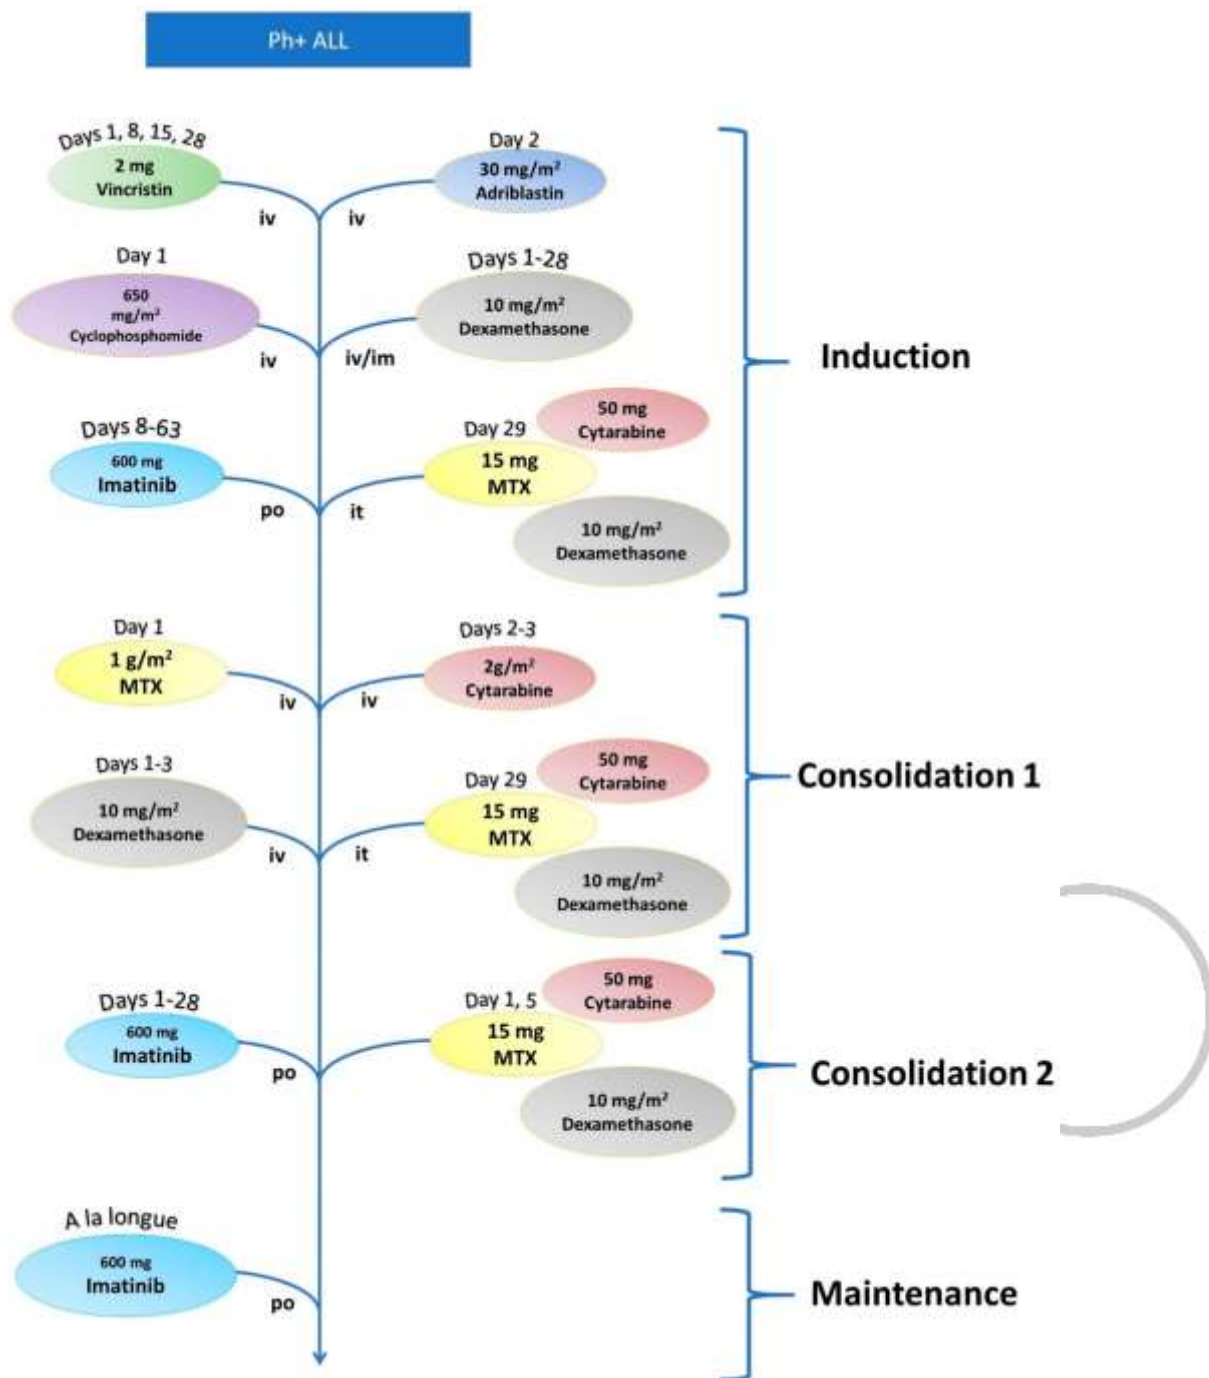 Ph+ ALL
Days 1, 8, 15, 28
2 mg
Vincristin
iv
Day 2
30 mg/m²
Adriblastin
iv
Day 1
650
mg/m²
Cyclophosphomide
iv
Days 1-28
10 mg/m²
Dexamethasone
iv/im
Induction
Days 8-63
600 mg
Imatinib
po
Day 29
50 mg
Cytarabine
15 mg
MTX
it
10 mg/m²
Dexamethasone
Day 1
1 g/m²
MTX
iv
Days 2-3
2g/m²
Cytarabine
iv
Days 1-3
10 mg/m²
Dexamethasone
iv
Day 29
50 mg
Cytarabine
15 mg
MTX
it
10 mg/m²
Dexamethasone
Consolidation 1
Days 1-28
600 mg
Imatinib
po
Day 1, 5
50 mg
Cytarabine
15 mg
MTX
10 mg/m²
Dexamethasone
Consolidation 2
A la longue
600 mg
Imatinib
po
Maintenance